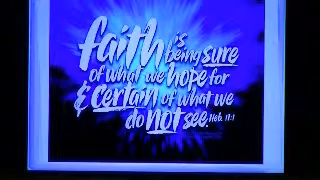 faith is
being sure
of what we hope for
& certain of what we
do not see. Heb. 11:1